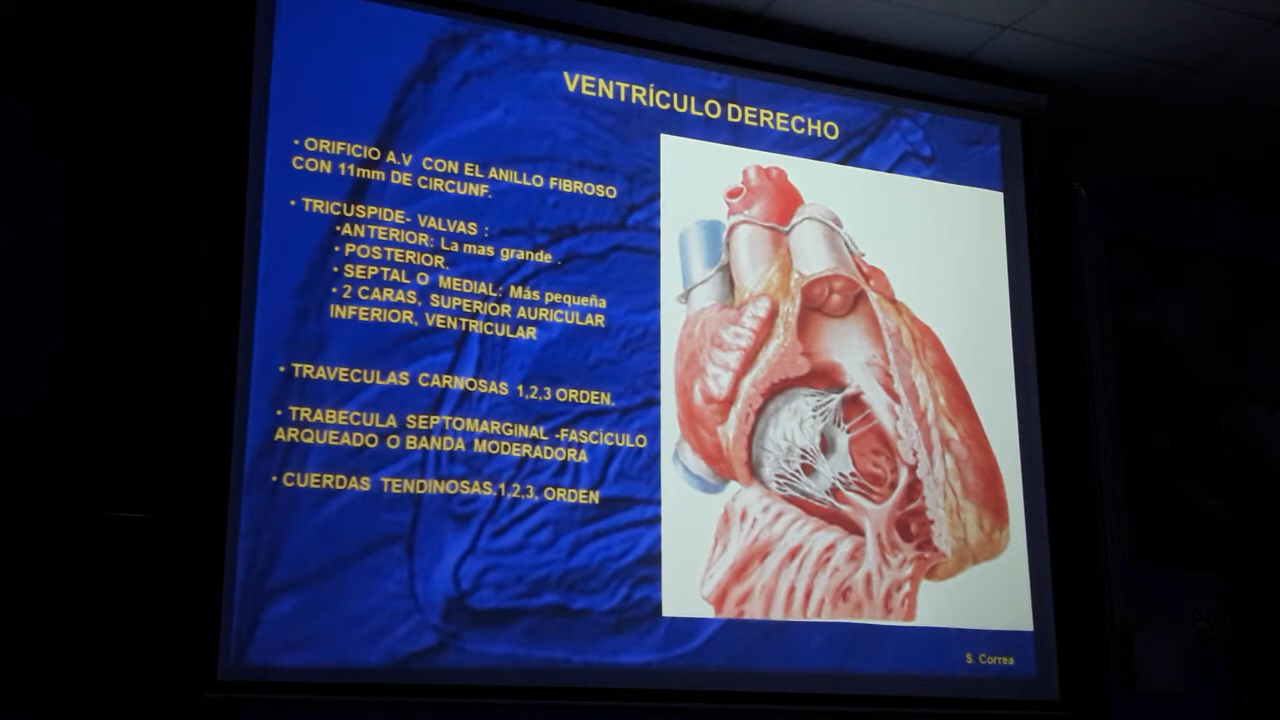 VENTRÍCULO DERECHO
• ORIFICIO A.V CON EL ANILLO FIBROSO
CON 11mm DE CIRCUNF.
• TRICUSPIDE- VALVAS :
•ANTERIOR: La mas grande .
• POSTERIOR.
• SEPTAL O MEDIAL: Más pequeña
• 2 CARAS, SUPERIOR AURICULAR
INFERIOR, VENTRICULAR
• TRAVECULAS CARNOSAS 1,2,3 ORDEN.
• TRABECULA SEPTOMARGINAL -FASCÍCULO
ARQUEADO O BANDA MODERADORA
• CUERDAS TENDINOSAS.1,2,3, ORDEN
S. Correa